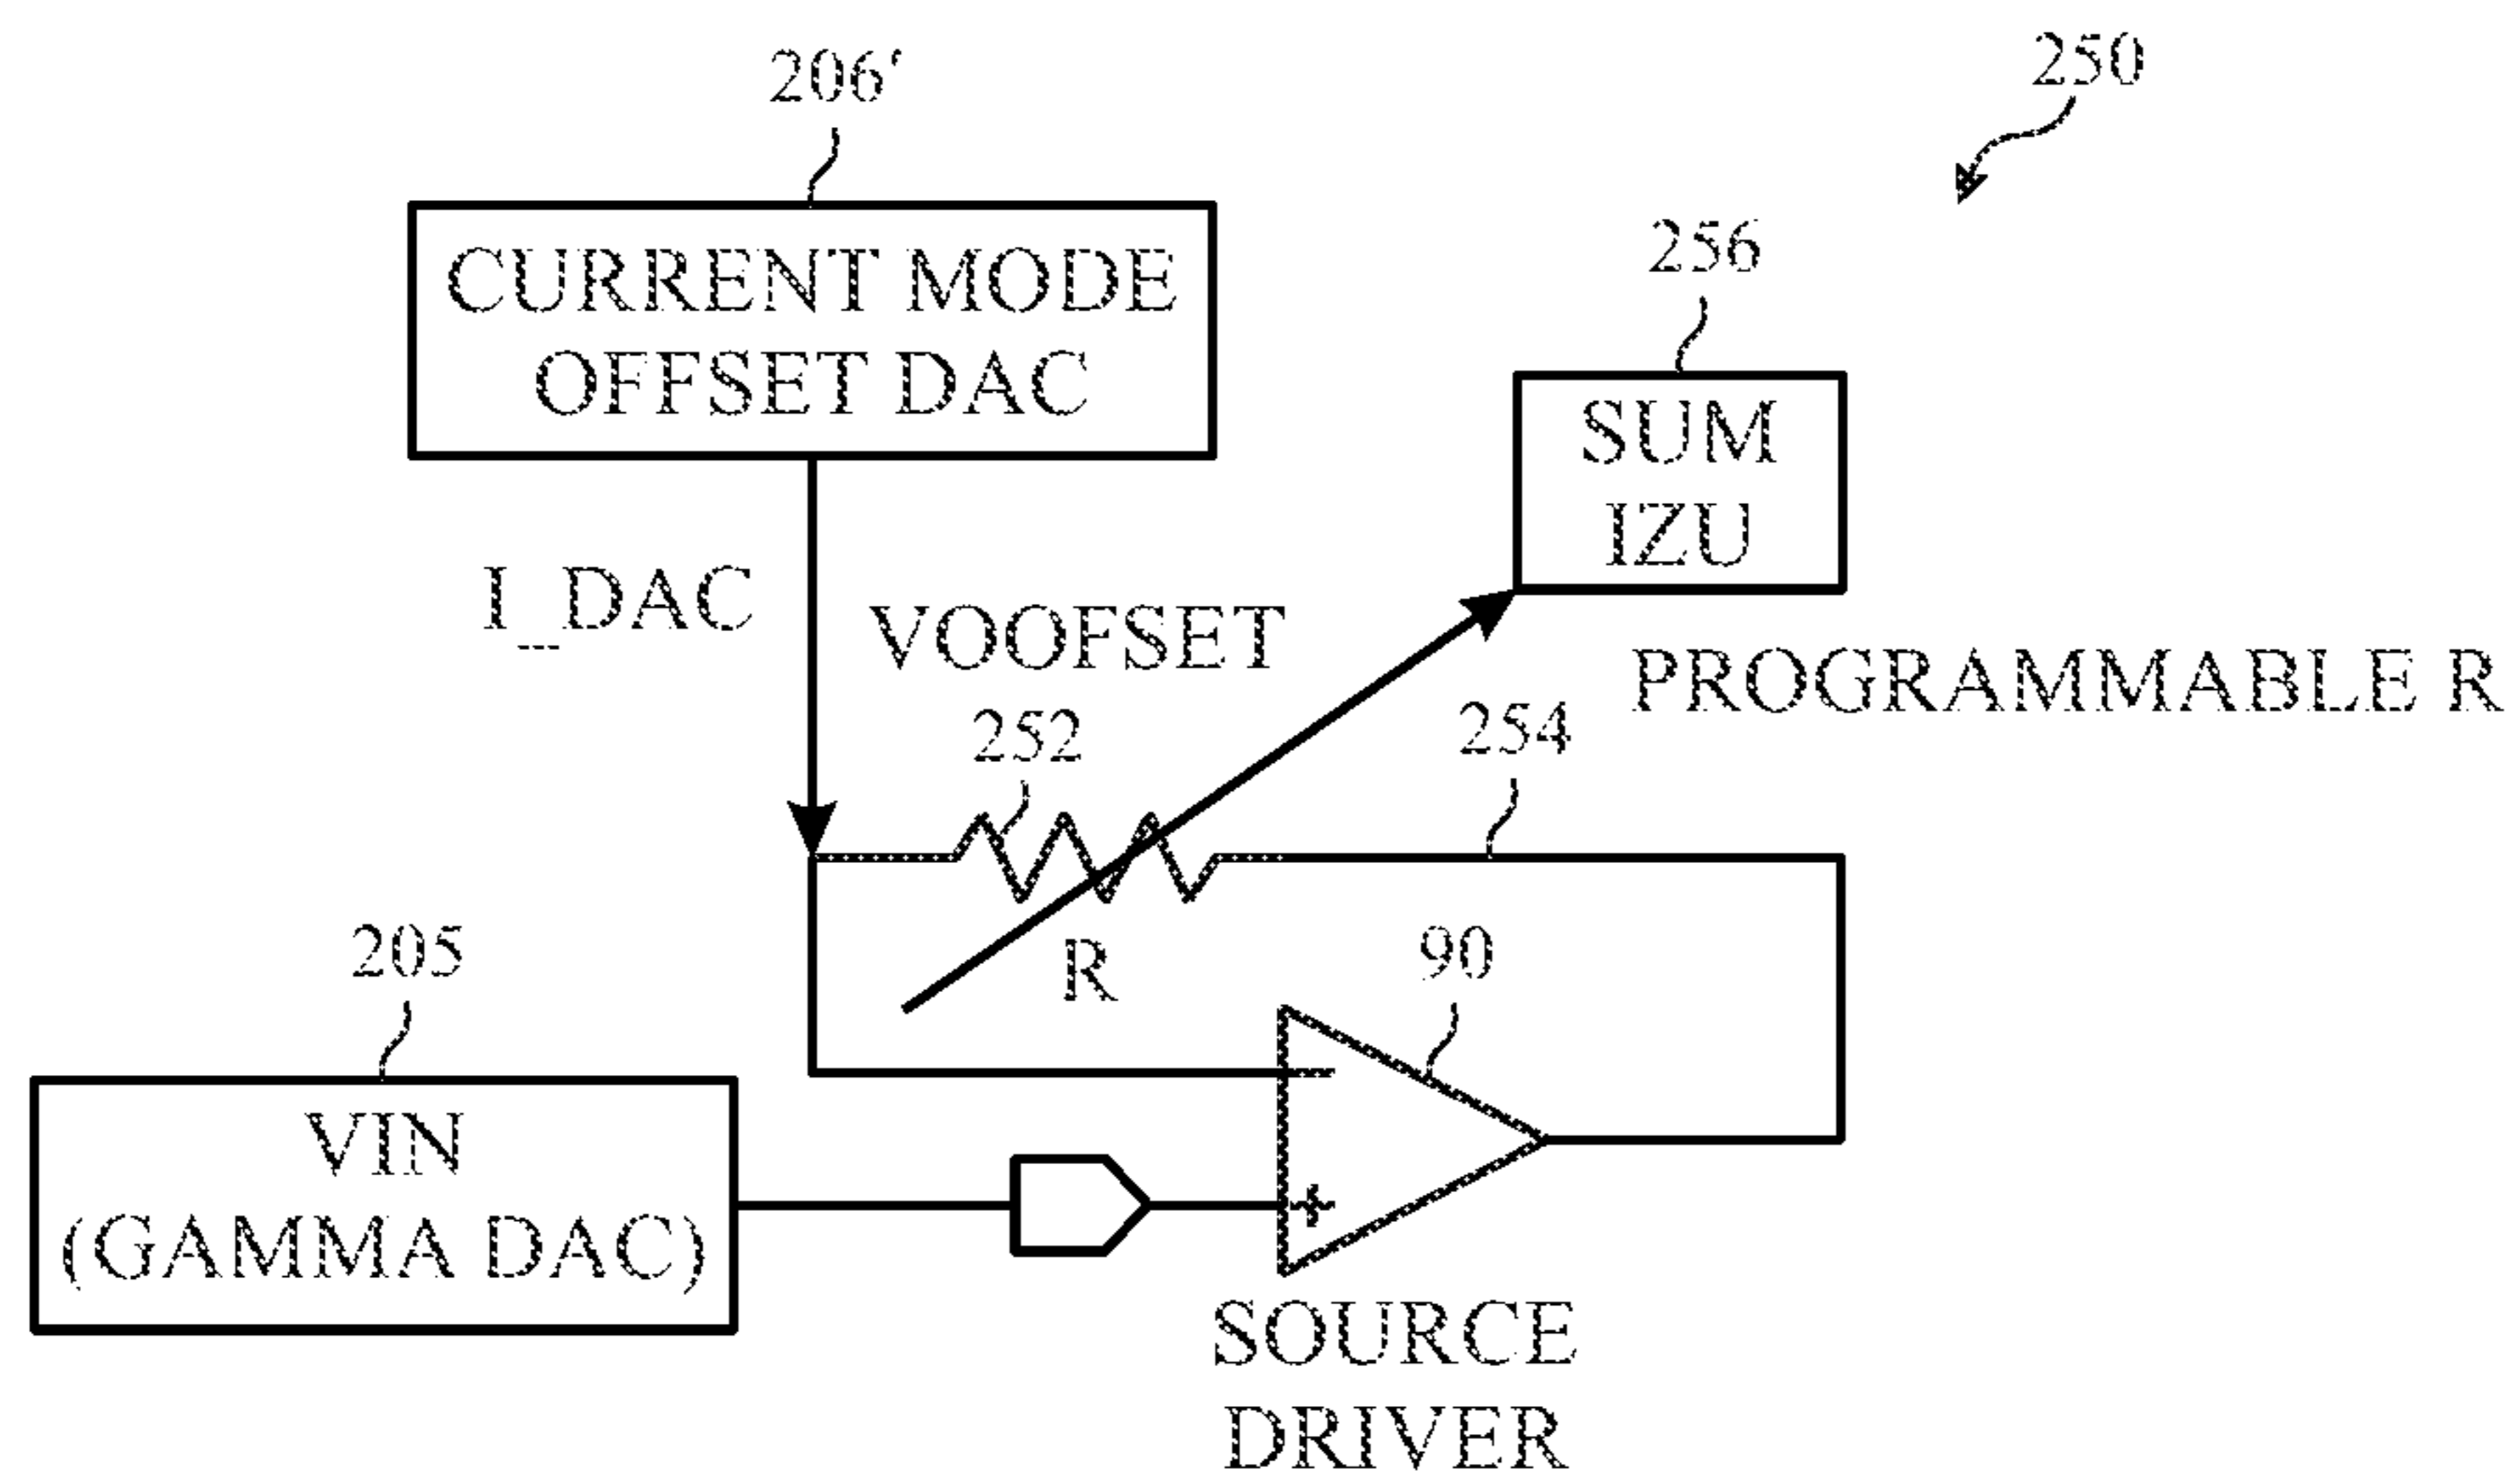 206'
250
CURRENT MODE
OFFSET DAC
256
SUM
IZU
I_DAC
VOOFSET
PROGRAMMABLE R
252
254
R
90
205
VIN
(GAMMA DAC)
−
+
SOURCE
DRIVER